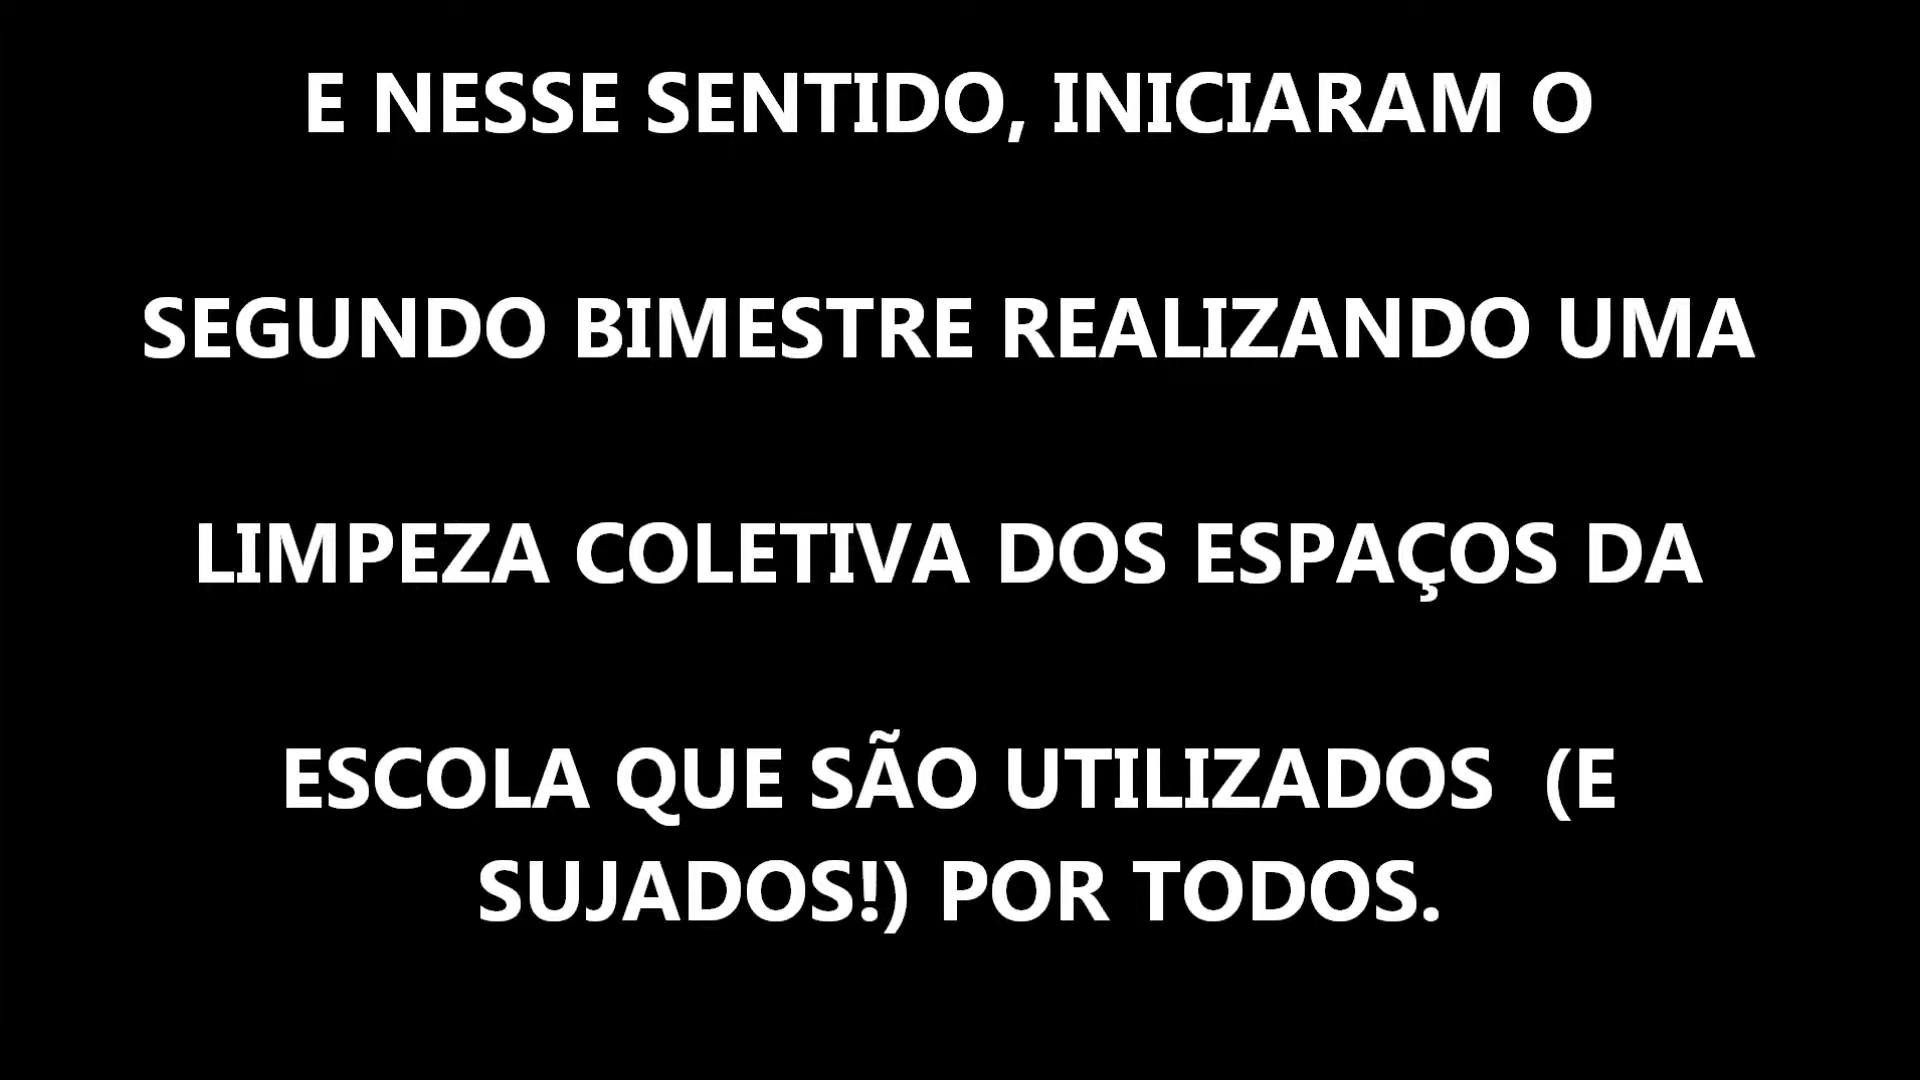 E NESSE SENTIDO, INICIARAM O
SEGUNDO BIMESTRE REALIZANDO UMA
LIMPEZA COLETIVA DOS ESPAÇOS DA
ESCOLA QUE SÃO UTILIZADOS  (E
SUJADOS!) POR TODOS.